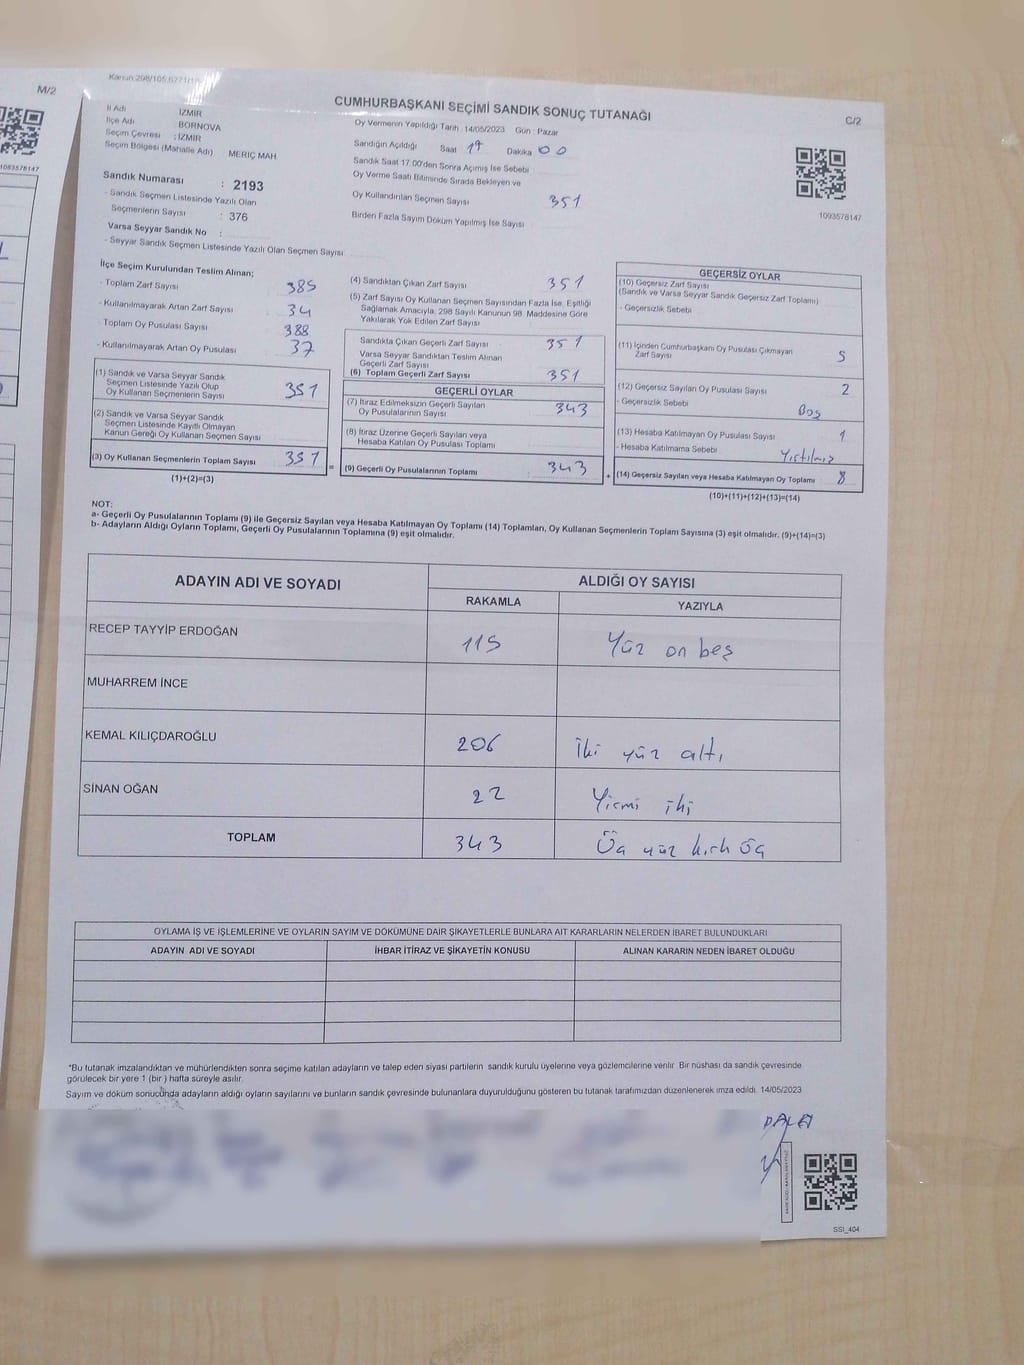 M/2
1093578147
Kanun:298/105,6271/1
CUMHURBAŞKANI SEÇİMİ SANDIK SONUÇ TUTANAĞI
C/2
İl Adı İZMİR
İlçe Adı BORNOVA
Seçim Çevresi : İZMİR
Seçim Bölgesi (Mahalle Adı) MERİÇ MAH.
Sandık Numarası : 2193
- Sandık Seçmen Listesinde Yazılı Olan
Seçmenlerin Sayısı : 376
Varsa Seyyar Sandık No :
- Seyyar Sandık Seçmen Listesinde Yazılı Olan Seçmen Sayısı
Oy Vermenin Yapıldığı Tarih 14/05/2023 Gün : Pazar
Sandığın Açıldığı Saat 17 Dakika 00
Sandık Saat 17.00'den Sonra Açılmış İse Sebebi
Oy Verme Saati Bitiminde Sırada Bekleyen ve
Oy Kullandırılan Seçmen Sayısı 351
Birden Fazla Sayım Döküm Yapılmış İse Sayısı
1093578147
İlçe Seçim Kurulundan Teslim Alınan;
- Toplam Zarf Sayısı 385
- Kullanılmayarak Artan Zarf Sayısı 34
- Toplam Oy Pusulası Sayısı 388
- Kullanılmayarak Artan Oy Pusulası 37
(1) Sandık ve Varsa Seyyar Sandık
Seçmen Listesinde Yazılı Olup
Oy Kullanan Seçmenlerin Sayısı 351
(2) Sandık ve Varsa Seyyar Sandık
Seçmen Listesinde Kayıtlı Olmayan
Kanun Gereği Oy Kullanan Seçmen Sayısı
(3) Oy Kullanan Seçmenlerin Toplam Sayısı 351
(1)+(2)=(3)
=
(4) Sandıktan Çıkan Zarf Sayısı 351
(5) Zarf Sayısı Oy Kullanan Seçmen Sayısından Fazla İse, Eşitliği
Sağlamak Amacıyla, 298 Sayılı Kanunun 98. Maddesine Göre
Yakılarak Yok Edilen Zarf Sayısı
Sandıkta Çıkan Geçerli Zarf Sayısı 351
Varsa Seyyar Sandıktan Teslim Alınan
Geçerli Zarf Sayısı
(6) Toplam Geçerli Zarf Sayısı 351
GEÇERLİ OYLAR
(7) İtiraz Edilmeksizin Geçerli Sayılan
Oy Pusulalarının Sayısı 343
(8) İtiraz Üzerine Geçerli Sayılan veya
Hesaba Katılan Oy Pusulası Toplamı
(9) Geçerli Oy Pusulalarının Toplamı 343
+
GEÇERSİZ OYLAR
(10) Geçersiz Zarf Sayısı
(Sandık ve Varsa Seyyar Sandık Geçersiz Zarf Toplamı)
- Geçersizlik Sebebi
(11) İçinden Cumhurbaşkanı Oy Pusulası Çıkmayan
Zarf Sayısı 5
(12) Geçersiz Sayılan Oy Pusulası Sayısı 2
- Geçersizlik Sebebi Boş
(13) Hesaba Katılmayan Oy Pusulası Sayısı 1
- Hesaba Katılmama Sebebi Yırtılmış
(14) Geçersiz Sayılan veya Hesaba Katılmayan Oy Toplamı 8
(10)+(11)+(12)+(13)=(14)
NOT:
a- Geçerli Oy Pusulalarının Toplamı (9) ile Geçersiz Sayılan veya Hesaba Katılmayan Oy Toplamı (14) Toplamları, Oy Kullanan Seçmenlerin Toplam Sayısına (3) eşit olmalıdır. (9)+(14)=(3)
b- Adayların Aldığı Oyların Toplamı, Geçerli Oy Pusulalarının Toplamına (9) eşit olmalıdır.
ADAYIN ADI VE SOYADI ALDIĞI OY SAYISI
RAKAMLA YAZIYLA
RECEP TAYYİP ERDOĞAN 115 Yüz on beş
MUHARREM İNCE
KEMAL KILIÇDAROĞLU 206 İki yüz altı
SİNAN OĞAN 22 Yirmi iki
TOPLAM 343 Üç yüz kırk üç
OYLAMA İŞ VE İŞLEMLERİNE VE OYLARIN SAYIM VE DÖKÜMÜNE DAİR ŞİKAYETLERLE BUNLARA AİT KARARLARIN NELERDEN İBARET BULUNDUKLARI
ADAYIN ADI VE SOYADI İHBAR İTİRAZ VE ŞİKAYETİN KONUSU ALINAN KARARIN NEDEN İBARET OLDUĞU
"Bu tutanak imzalandıktan ve mühürlendikten sonra seçime katılan adayların ve talep eden siyasi partilerin sandık kurulu üyelerine veya gözlemcilerine verilir. Bir nüshası da sandık çevresinde
görülecek bir yere 1 (bir ) hafta süreyle asılır.
Sayım ve döküm sonucunda adayların aldığı oyların sayılarını ve bunların sandık çevresinde bulunanlara duyurulduğunu gösteren bu tutanak tarafımızdan düzenlenerek imza edildi. 14/05/2023
SSI_404